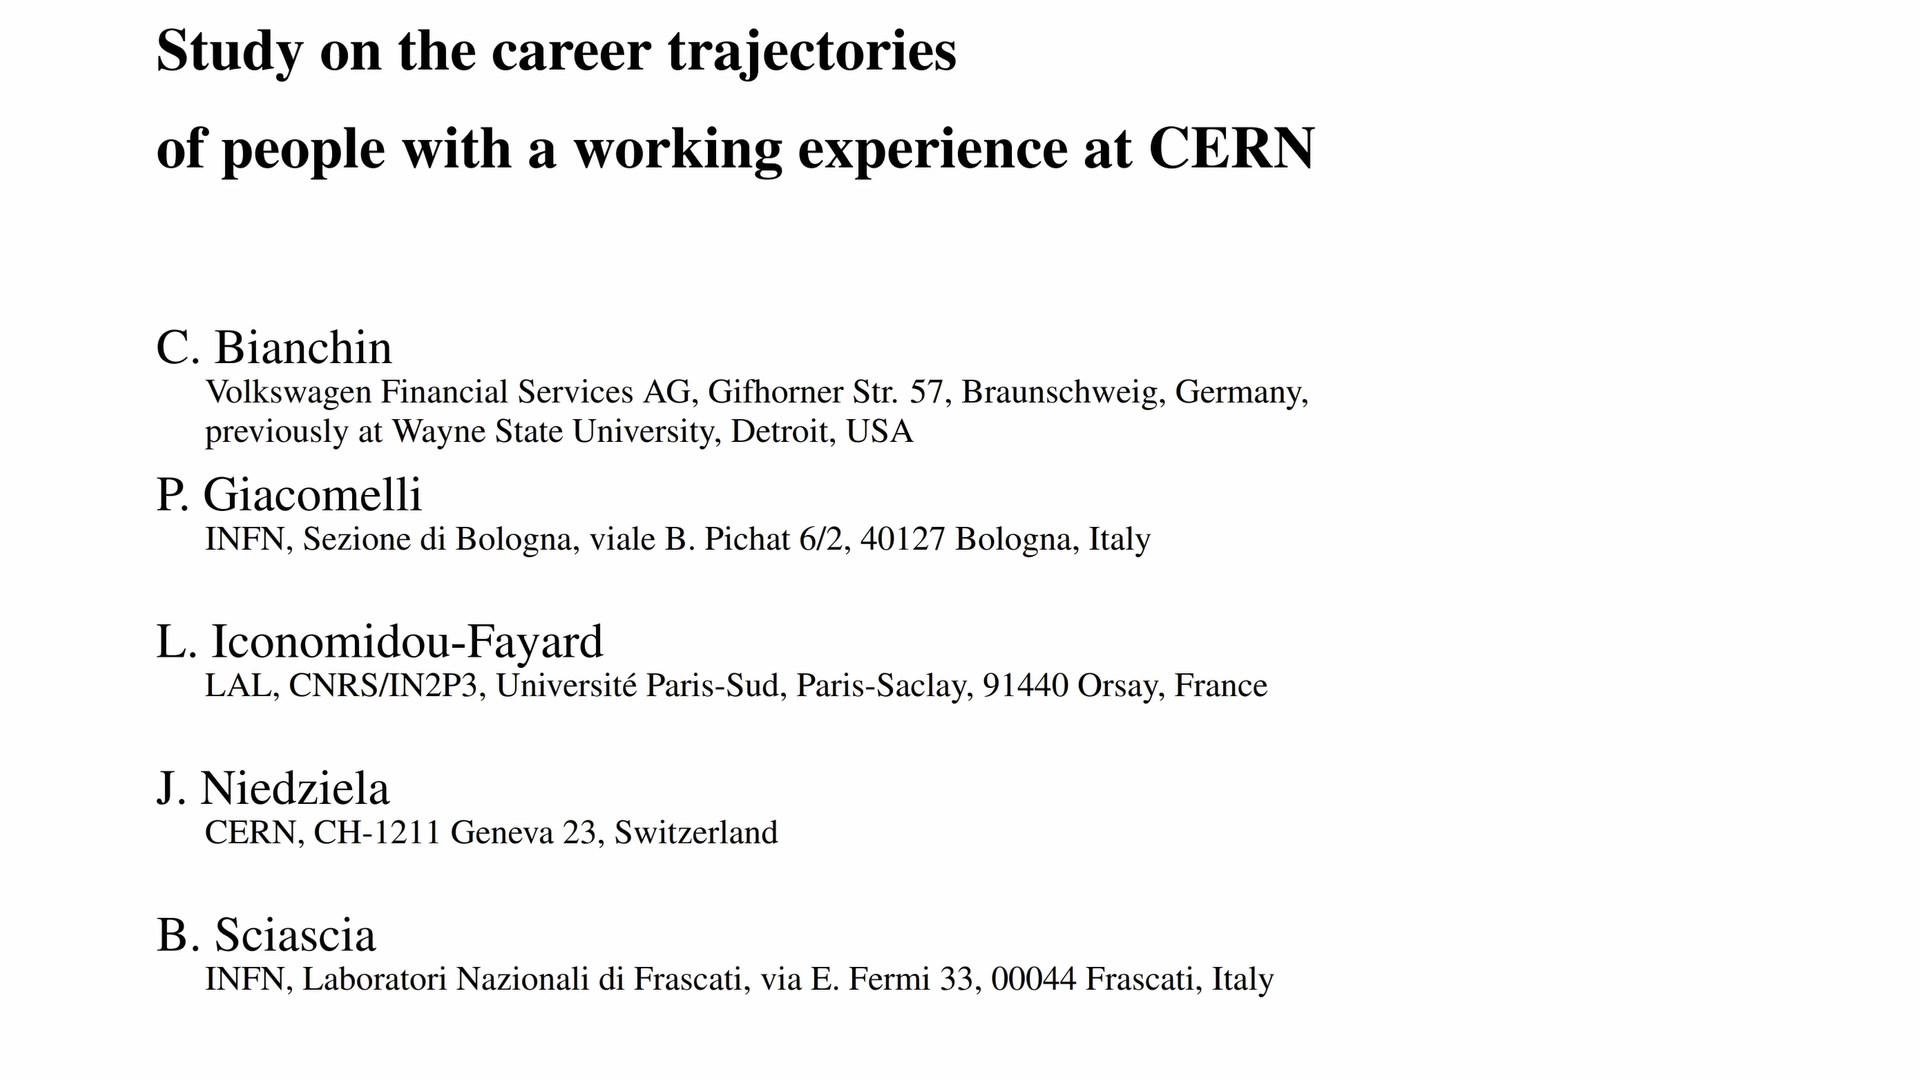 Study on the career trajectories
of people with a working experience at CERN
C. Bianchin
Volkswagen Financial Services AG, Gifhorner Str. 57, Braunschweig, Germany,
previously at Wayne State University, Detroit, USA
P. Giacomelli
INFN, Sezione di Bologna, viale B. Pichat 6/2, 40127 Bologna, Italy
L. Iconomidou-Fayard
LAL, CNRS/IN2P3, Université Paris-Sud, Paris-Saclay, 91440 Orsay, France
J. Niedziela
CERN, CH-1211 Geneva 23, Switzerland
B. Sciascia
INFN, Laboratori Nazionali di Frascati, via E. Fermi 33, 00044 Frascati, Italy